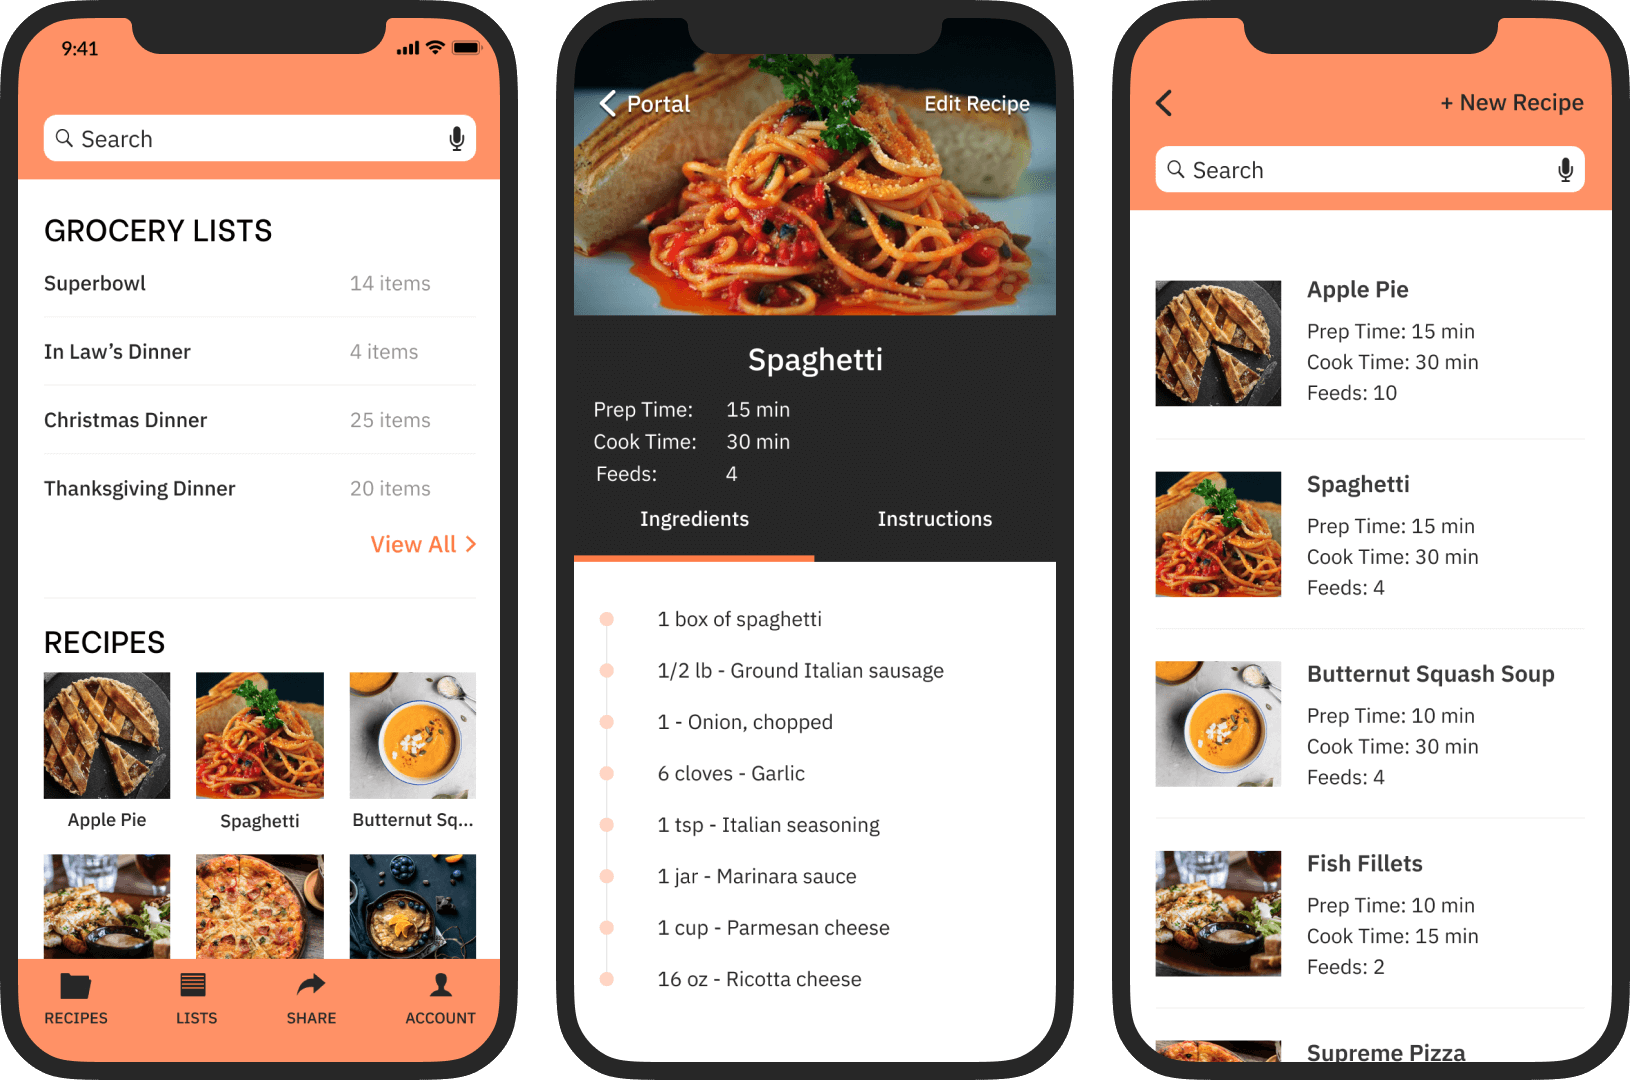 9:41
Search
GROCERY LISTS
Superbowl 14 items
In Law’s Dinner 4 items
Christmas Dinner 25 items
Thanksgiving Dinner 20 items
View All >
RECIPES
Apple Pie Spaghetti Butternut Sq...
RECIPES LISTS SHARE ACCOUNT
Portal Edit Recipe
Spaghetti
Prep Time: 15 min
Cook Time: 30 min
Feeds: 4
Ingredients Instructions
1 box of spaghetti
1/2 lb - Ground Italian sausage
1 - Onion, chopped
6 cloves - Garlic
1 tsp - Italian seasoning
1 jar - Marinara sauce
1 cup - Parmesan cheese
16 oz - Ricotta cheese
+ New Recipe
Search
Apple Pie
Prep Time: 15 min
Cook Time: 30 min
Feeds: 10
Spaghetti
Prep Time: 15 min
Cook Time: 30 min
Feeds: 4
Butternut Squash Soup
Prep Time: 10 min
Cook Time: 30 min
Feeds: 4
Fish Fillets
Prep Time: 10 min
Cook Time: 15 min
Feeds: 2
Supreme Pizza